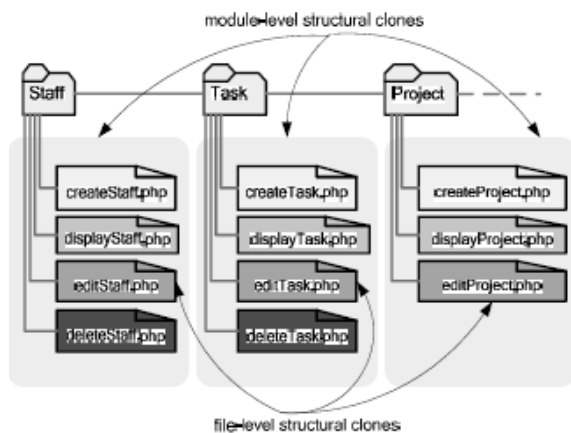 module-level structural clones
Staff
Task
Project
createStaff.php
createTask.php
createProject.php
displayStaff.php
displayTask.php
displayProject.php
editStaff.php
editTask.php
editProject.php
deleteStaff.php
deleteTask.php
file-level structural clones